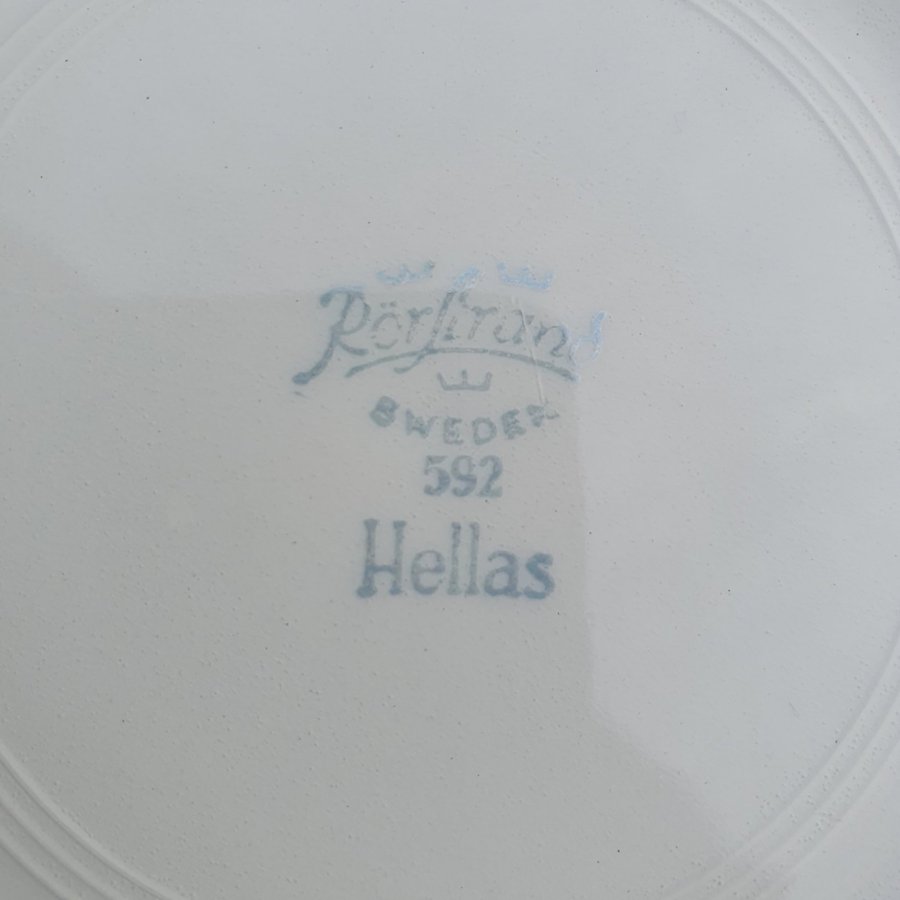 Rörstrand
SWEDEN
592
Hellas